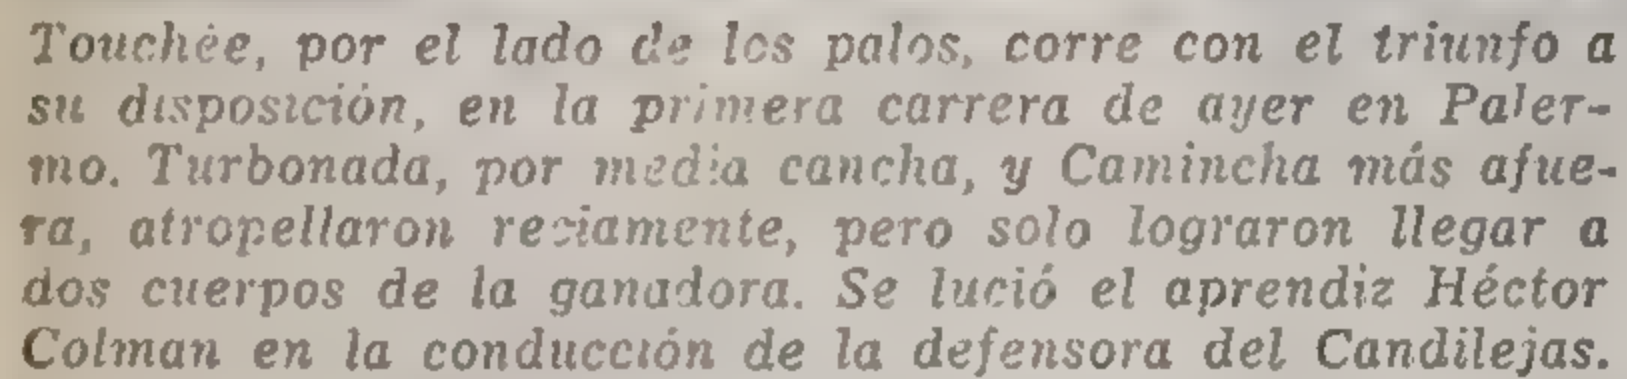 Touchée, por el lado de los palos, corre con el triunfo a
su disposición, en la primera carrera de ayer en Paler-
mo. Turbonada, por media cancha, y Camincha más afue-
ra, atropellaron reciamente, pero solo lograron llegar a
dos cuerpos de la ganadora. Se lució el aprendiz Héctor
Colman en la conducción de la defensora del Candilejas.